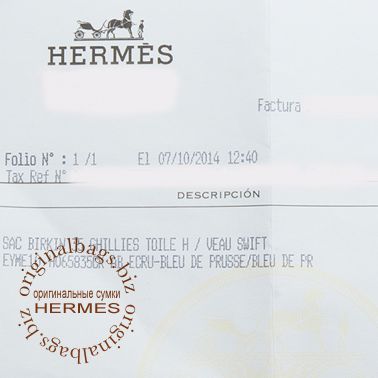 HERMÈS
Factura
Folio N° : 1 /1 El 07/10/2014 12:40
Tax Ref N°
DESCRIPCIÓN
SAC BIRKIN GHILLIES TOILE H / VEAU SWIFT
ECRU-BLEU DE PRUSSE/BLEU DE PR
originalbags.biz originalbags.biz
оригинальные сумки
HERMES